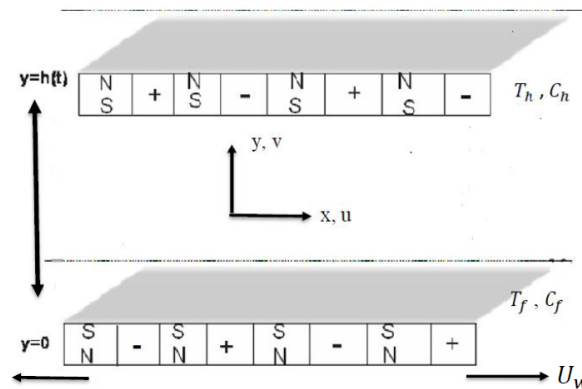 N N N N
y=h(t) + - + -
S S S S
T_h , C_h
y, v
x, u
T_f , C_f
S S S S
y=0 - + - +
N N N N
U_w